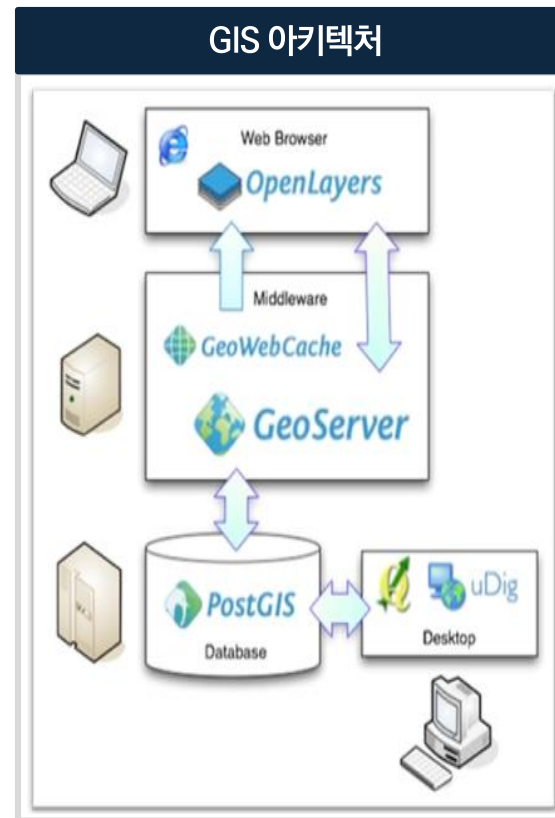 GIS 아키텍처
Web Browser
OpenLayers
Middleware
GeoWebCache
GeoServer
PostGIS
Database
uDig
Desktop